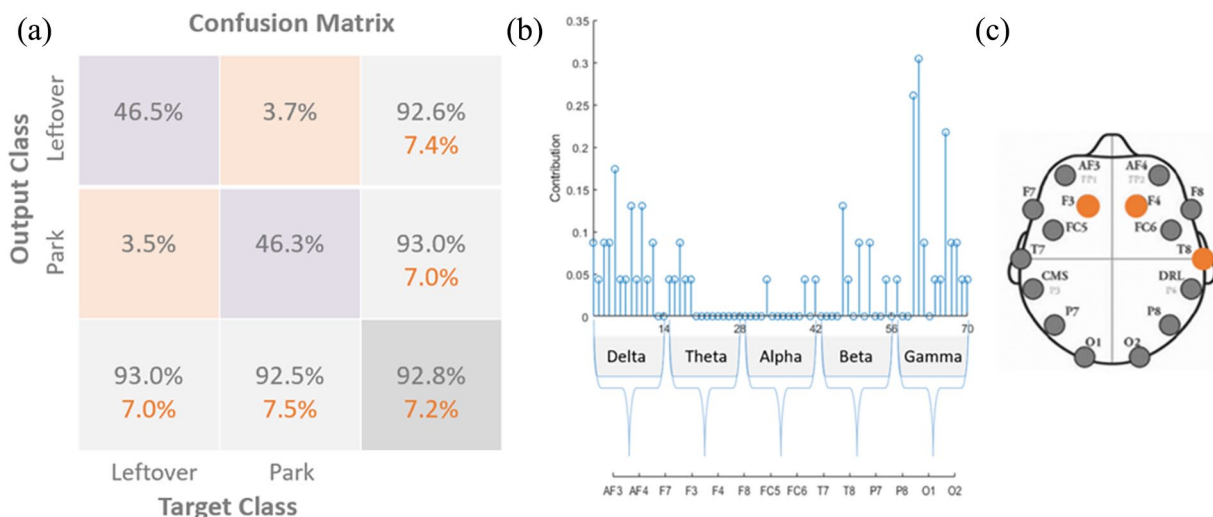 (a)
Confusion Matrix
Output Class
Leftover
Park
46.5%
3.7%
92.6%
7.4%
3.5%
46.3%
93.0%
7.0%
93.0%
7.0%
92.5%
7.5%
92.8%
7.2%
Leftover
Park
Target Class
(b)
Contribution
0.35
0.3
0.25
0.2
0.15
0.1
0.05
0
14
28
42
56
70
Delta
Theta
Alpha
Beta
Gamma
AF3 AF4 F7 F3 F4 F8 FC5 FC6 T7 T8 P7 P8 O1 O2
(c)
AF3 AF4
TP1 TP2
F7 F3 F4 F8
FC5 FC6
T7 T8
CMS DRL
P3 P4
P7 P8
O1 O2